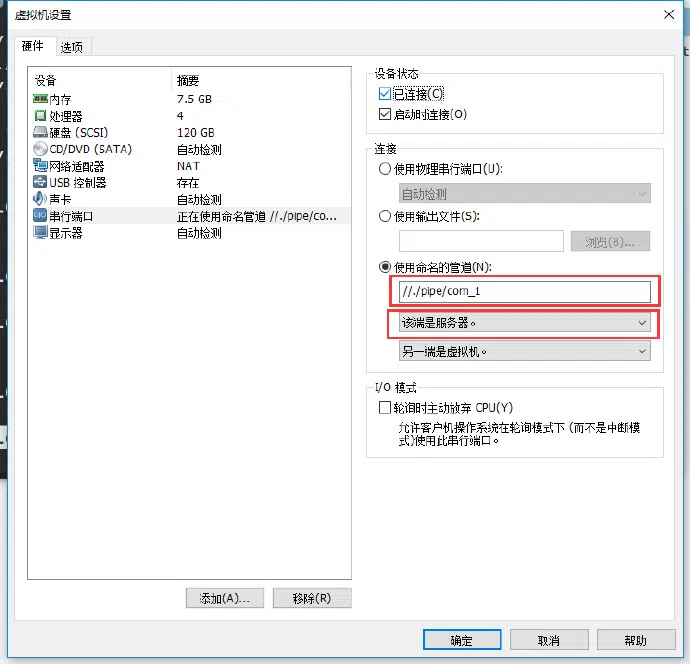 虚拟机设置
硬件 选项
设备 摘要
内存 7.5 GB
处理器 4
硬盘 (SCSI) 120 GB
CD/DVD (SATA) 自动检测
网络适配器 NAT
USB 控制器 存在
声卡 自动检测
串行端口 正在使用命名管道 //./pipe/co...
显示器 自动检测
添加(A)... 移除(R)
设备状态
已连接(C)
启动时连接(O)
连接
使用物理串行端口(U):
自动检测
使用输出文件(S):
浏览(B)...
使用命名的管道(N):
//./pipe/com_1
该端是服务器。
另一端是虚拟机。
I/O 模式
轮询时主动放弃 CPU(Y)
允许客户机操作系统在轮询模式下 (而不是中断模
式)使用此串行端口。
确定 取消 帮助